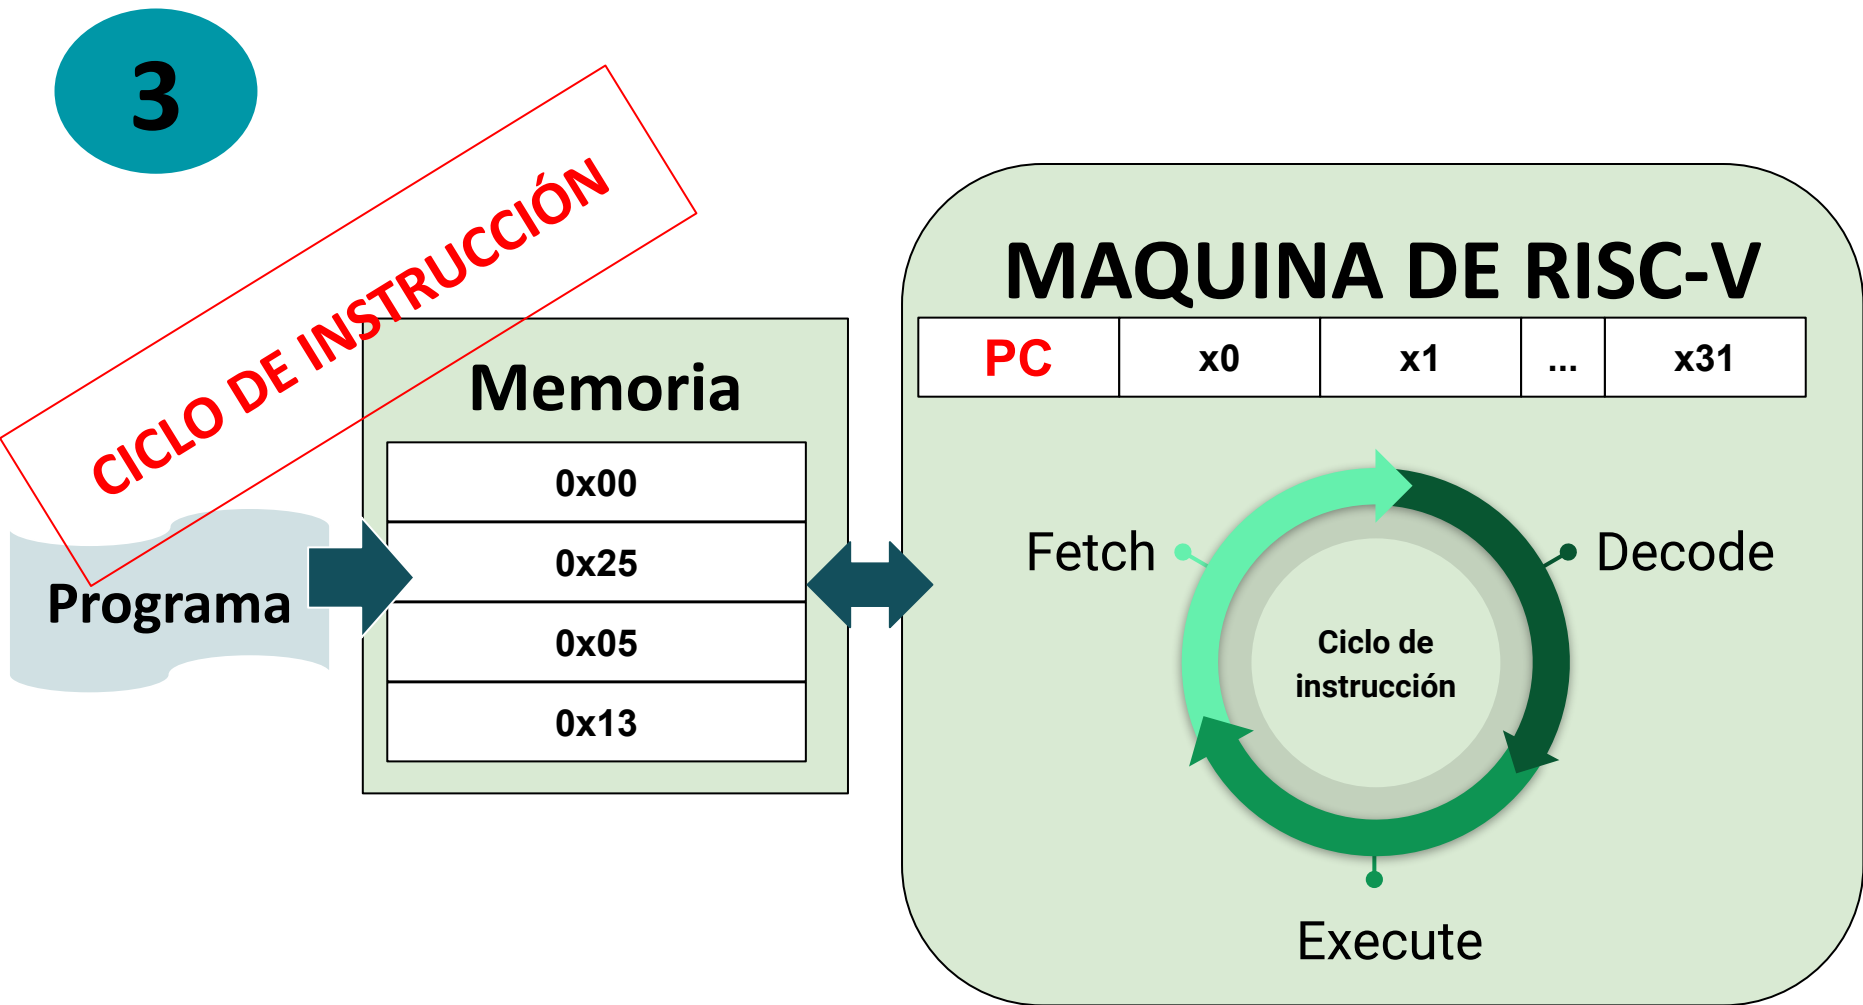 3
CICLO DE INSTRUCCIÓN
Programa
Memoria
0x00
0x25
0x05
0x13
MAQUINA DE RISC-V
PC x0 x1 ... x31
Fetch
Decode
Ciclo de
instrucción
Execute